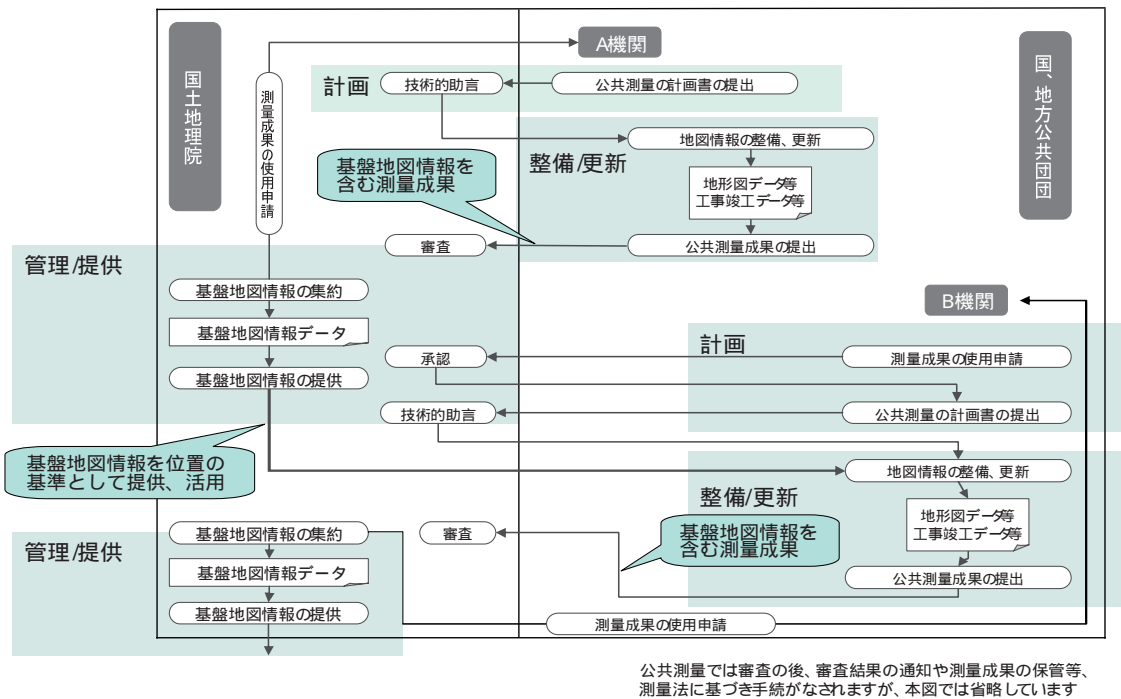 国土地理院
測量成果の使用申請
A機関
国、地方公共団団
計画
技術的助言
公共測量の計画書の提出
整備/更新
地図情報の整備、更新
基盤地図情報を
含む測量成果
地形図データ等
工事竣工データ等
審査
公共測量成果の提出
管理/提供
基盤地図情報の集約
基盤地図情報データ
基盤地図情報の提供
B機関
計画
承認
測量成果の使用申請
技術的助言
公共測量の計画書の提出
基盤地図情報を位置の
基準として提供、活用
整備/更新
地図情報の整備、更新
地形図データ等
工事竣工データ等
基盤地図情報を
含む測量成果
審査
公共測量成果の提出
管理/提供
基盤地図情報の集約
基盤地図情報データ
基盤地図情報の提供
測量成果の使用申請
公共測量では審査の後、審査結果の通知や測量成果の保管等、
測量法に基づき手続がなされますが、本図では省略しています